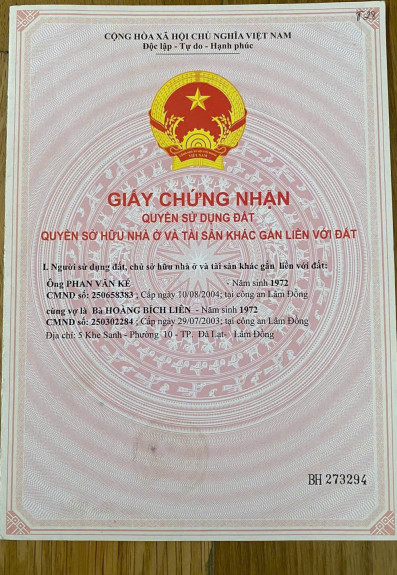 CỘNG HÒA XÃ HỘI CHỦ NGHĨA VIỆT NAM
Độc lập - Tự do - Hạnh phúc
VIỆT NAM
GIẤY CHỨNG NHẬN
QUYỀN SỬ DỤNG ĐẤT
QUYỀN SỞ HỮU NHÀ Ở VÀ TÀI SẢN KHÁC GẮN LIỀN VỚI ĐẤT
I. Người sử dụng đất, chủ sở hữu nhà ở và tài sản khác gắn liền với đất:
Ông PHAN VĂN KẾ - Năm sinh 1972
CMND số: 250658383 ; Cấp ngày 10/08/2004; tại công an Lâm Đồng
cùng vợ là Bà HOÀNG BÍCH LIÊN - Năm sinh 1972
CMND số: 250302284 ; Cấp ngày 29/07/2003; tại công an Lâm Đồng
Địa chỉ: 5 Khe Sanh - Phường 10 - TP. Đà Lạt- Lâm Đồng
BH 273294